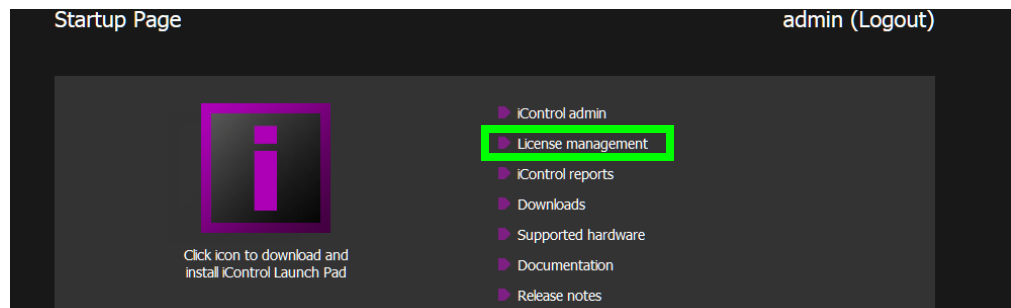 Startup Page
admin (Logout)
iControl admin
License management
iControl reports
Downloads
Supported hardware
Documentation
Release notes
Click icon to download and
install iControl Launch Pad